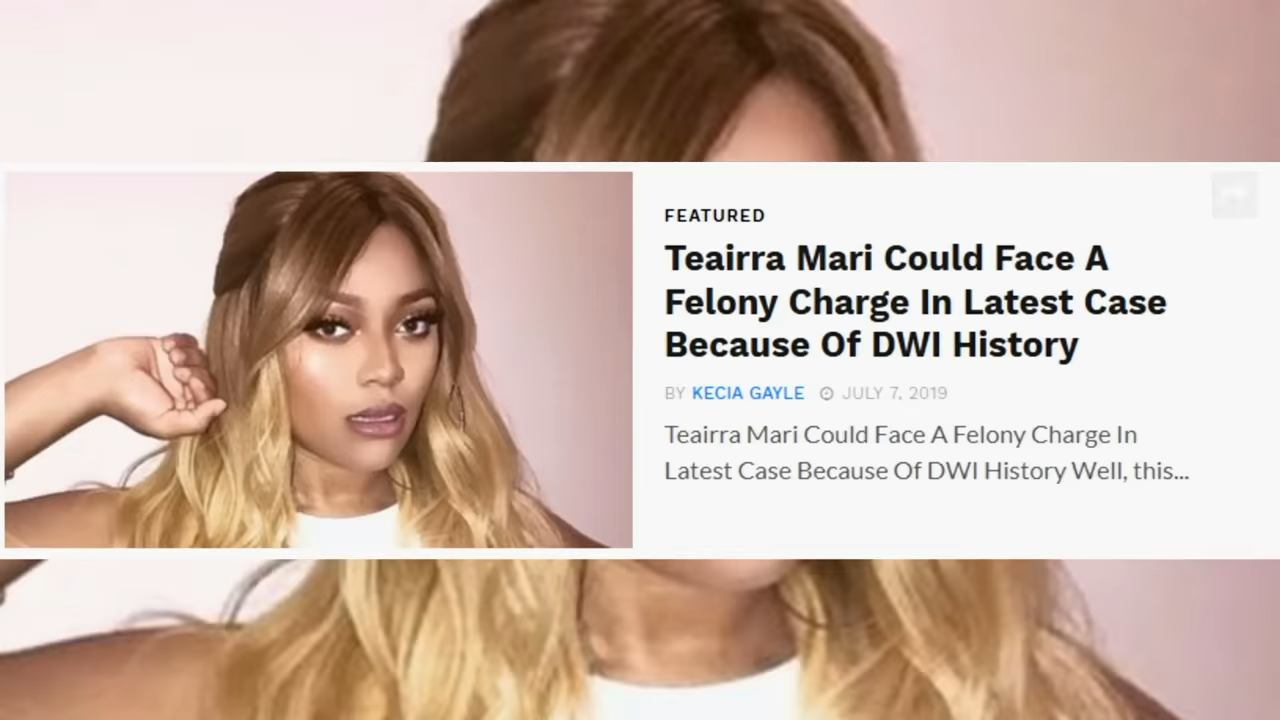 FEATURED
Teairra Mari Could Face A
Felony Charge In Latest Case
Because Of DWI History
BY KECIA GAYLE JULY 7, 2019
Teairra Mari Could Face A Felony Charge In
Latest Case Because Of DWI History Well, this...